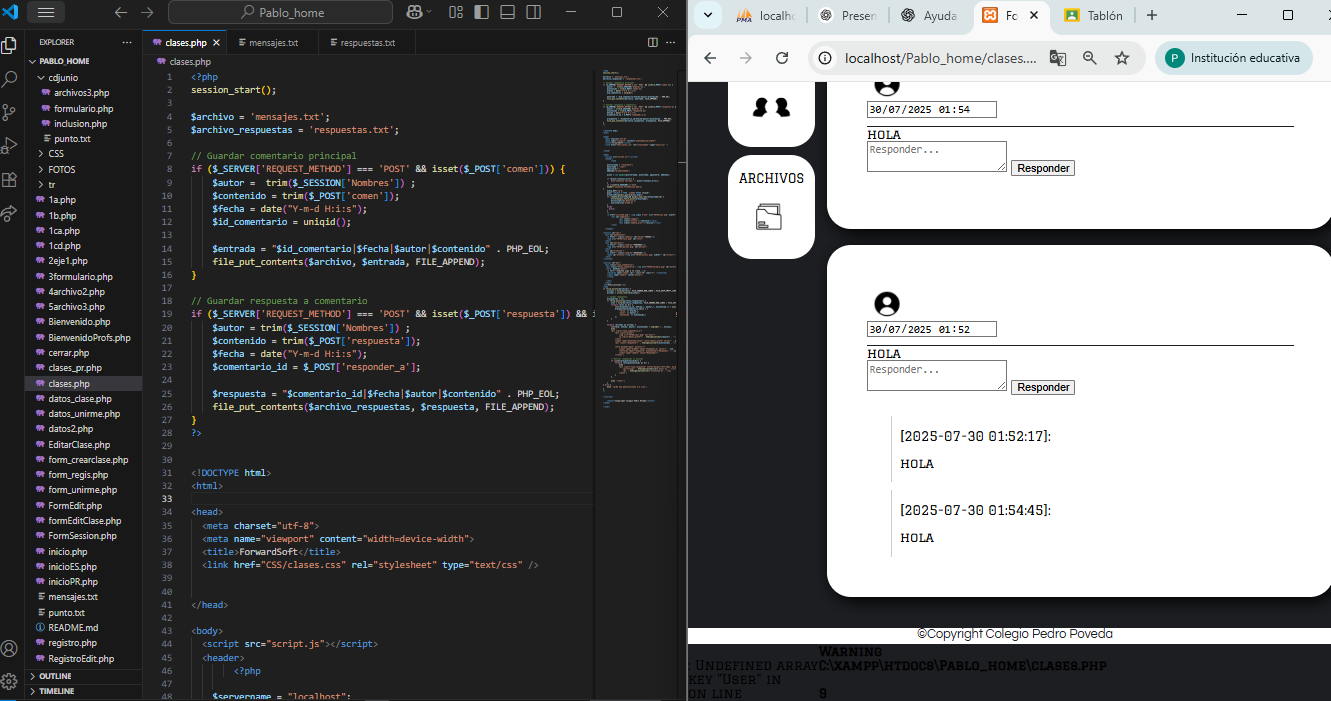 Pablo_home
EXPLORER
PABLO_HOME
cdjunio
archivos3.php
formulario.php
inclusion.php
punto.txt
CSS
FOTOS
tr
1a.php
1b.php
1ca.php
1cd.php
2eje1.php
3formulario.php
4archivo2.php
5archivo3.php
Bienvenido.php
BienvenidoProfs.php
cerrar.php
clases_pr.php
clases.php
datos_clase.php
datos_unirme.php
datos2.php
EditarClase.php
form_crearclase.php
form_regis.php
form_unirme.php
FormEdit.php
formEditClase.php
FormSession.php
inicio.php
inicioES.php
inicioPR.php
mensajes.txt
punto.txt
README.md
registro.php
RegistroEdit.php
OUTLINE
TIMELINE
clases.php mensajes.txt respuestas.txt
clases.php
1 <?php
2 session_start();
3
4 $archivo = 'mensajes.txt';
5 $archivo_respuestas = 'respuestas.txt';
6
7 // Guardar comentario principal
8 if ($_SERVER['REQUEST_METHOD'] === 'POST' && isset($_POST['comen'])) {
9 $autor =  trim($_SESSION['Nombres']) ;
10 $contenido = trim($_POST['comen']);
11 $fecha = date("Y-m-d H:i:s");
12 $id_comentario = uniqid();
13
14 $entrada = "$id_comentario|$fecha|$autor|$contenido" . PHP_EOL;
15 file_put_contents($archivo, $entrada, FILE_APPEND);
16 }
17
18 // Guardar respuesta a comentario
19 if ($_SERVER['REQUEST_METHOD'] === 'POST' && isset($_POST['respuesta']) && i
20 $autor = trim($_SESSION['Nombres']) ;
21 $contenido = trim($_POST['respuesta']);
22 $fecha = date("Y-m-d H:i:s");
23 $comentario_id = $_POST['responder_a'];
24
25 $respuesta = "$comentario_id|$fecha|$autor|$contenido" . PHP_EOL;
26 file_put_contents($archivo_respuestas, $respuesta, FILE_APPEND);
27 }
28 ?>
29
30
31 <!DOCTYPE html>
32 <html>
33
34 <head>
35 <meta charset="utf-8">
36 <meta name="viewport" content="width=device-width">
37 <title>ForwardSoft</title>
38 <link href="CSS/clases.css" rel="stylesheet" type="text/css" />
39
40
41 </head>
42
43 <body>
44 <script src="script.js"></script>
45 <header>
46 <?php
47
48 $servername = "localhost";
PMA localh Presen Ayuda Fo Tablón
localhost/Pablo_home/clases.... P Institución educativa
ARCHIVOS
30/07/2025 01:54
HOLA
Responder...
Responder
30/07/2025 01:52
HOLA
Responder...
Responder
[2025-07-30 01:52:17]:
HOLA
[2025-07-30 01:54:45]:
HOLA
©Copyright Colegio Pedro Poveda
Warning
: Undefined array key "User" in
C:\xampp\htdocs\Pablo_home\clases.php
on line
9